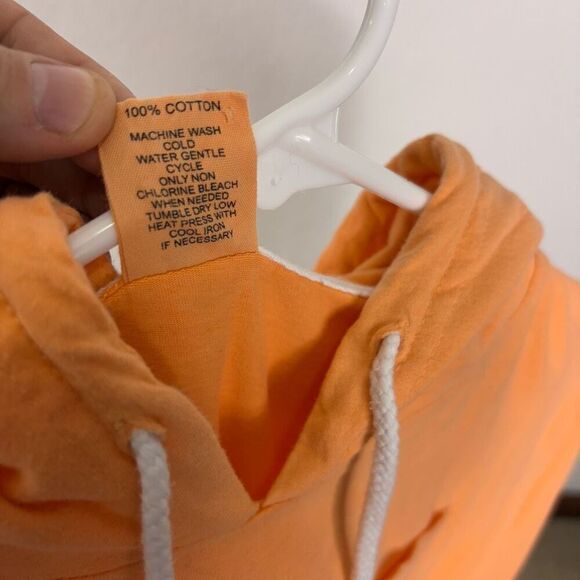 100% COTTON
MACHINE WASH
COLD
WATER GENTLE
CYCLE
ONLY NON
CHLORINE BLEACH
WHEN NEEDED
TUMBLE DRY LOW
HEAT PRESS WITH
COOL IRON
IF NECESSARY